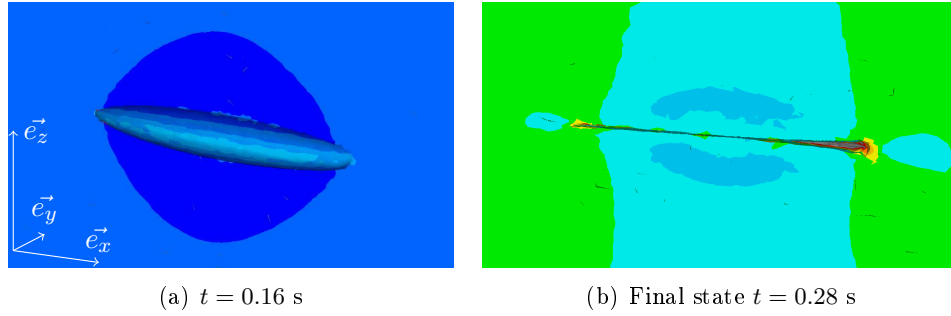 e⃗z
e⃗y
e⃗x
(a) t = 0.16 s
(b) Final state t = 0.28 s